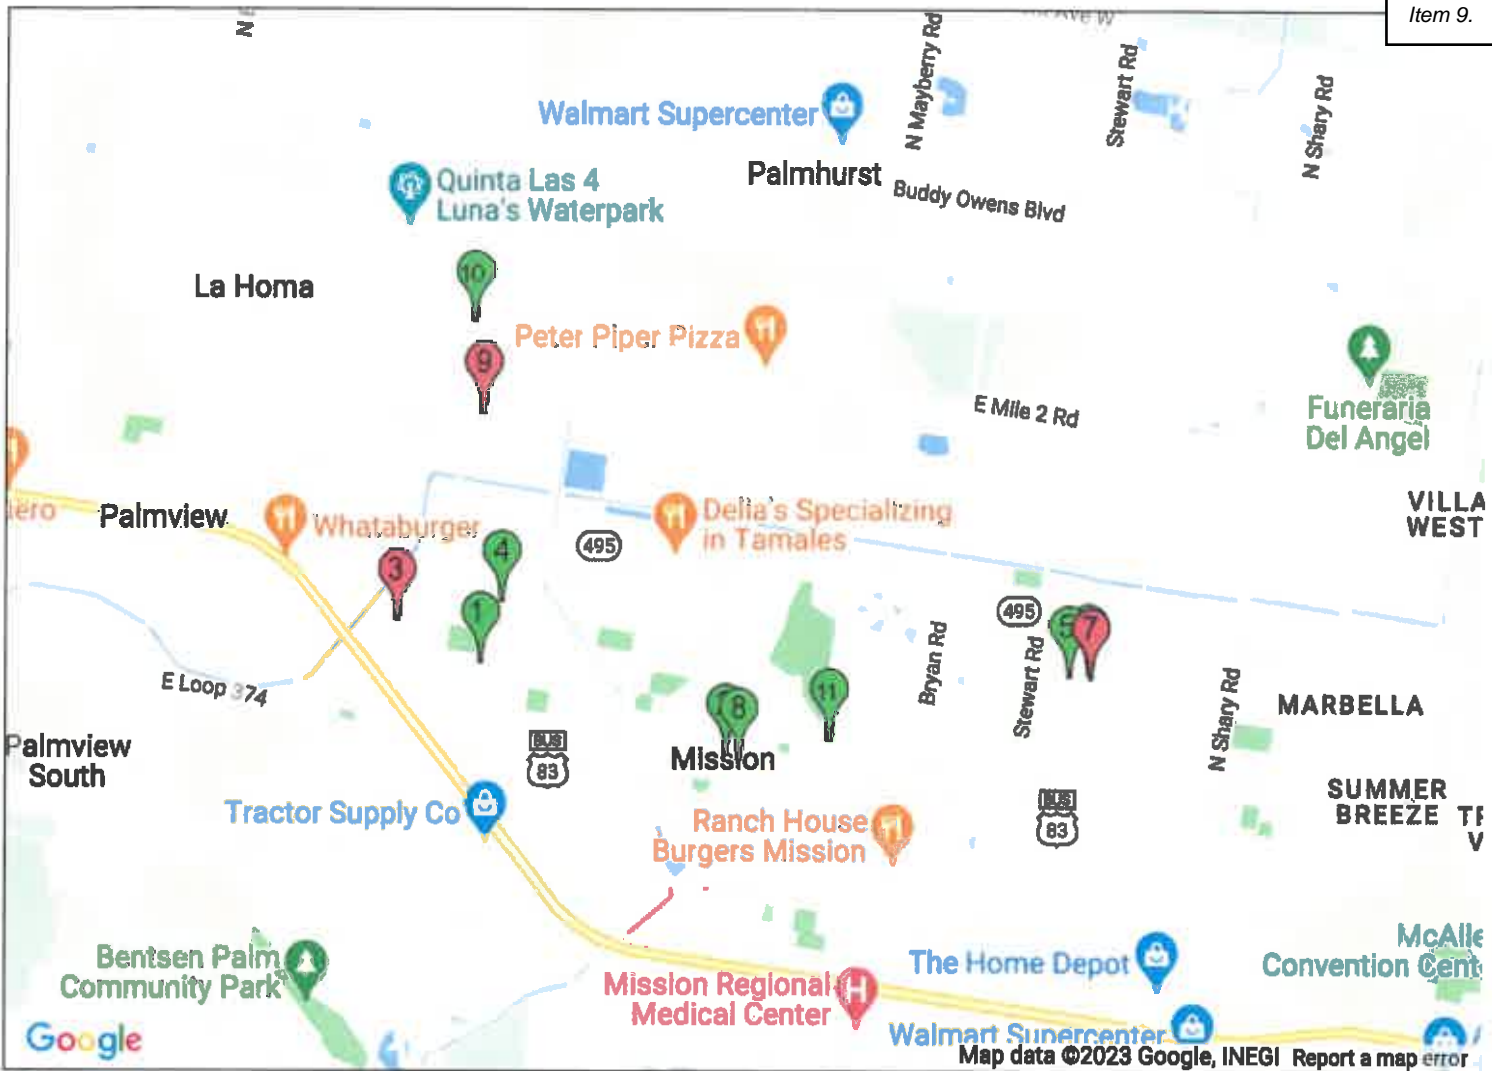 Item 9.
N
N Mayberry Rd
Stewart Rd
N Shary Rd
Walmart Supercenter
Palmhurst
Buddy Owens Blvd
Quinta Las 4
Luna's Waterpark
10
La Homa
Peter Piper Pizza
9
E Mile 2 Rd
Funeraria
Del Angel
Palmview
Whataburger
Delia's Specializing
in Tamales
VILLA
WEST
495
4
3
1
495
5
7
Bryan Rd
Stewart Rd
N Shary Rd
E Loop 374
11
8
MARBELLA
Mission
Palmview
South
BUS
83
Tractor Supply Co
Ranch House
Burgers Mission
BUS
83
SUMMER
BREEZE
Bentsen Palm
Community Park
Mission Regional
Medical Center
The Home Depot
McAlle
Convention Cent
Walmart Supercenter
Google
Map data ©2023 Google, INEGI Report a map error